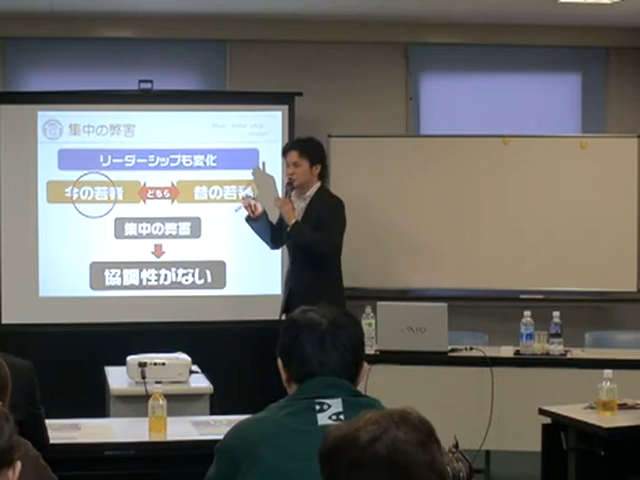 集中の弊害
リーダーシップも変化
今の若者 どちら 昔の若者
集中の弊害
協調性がない
VAIO